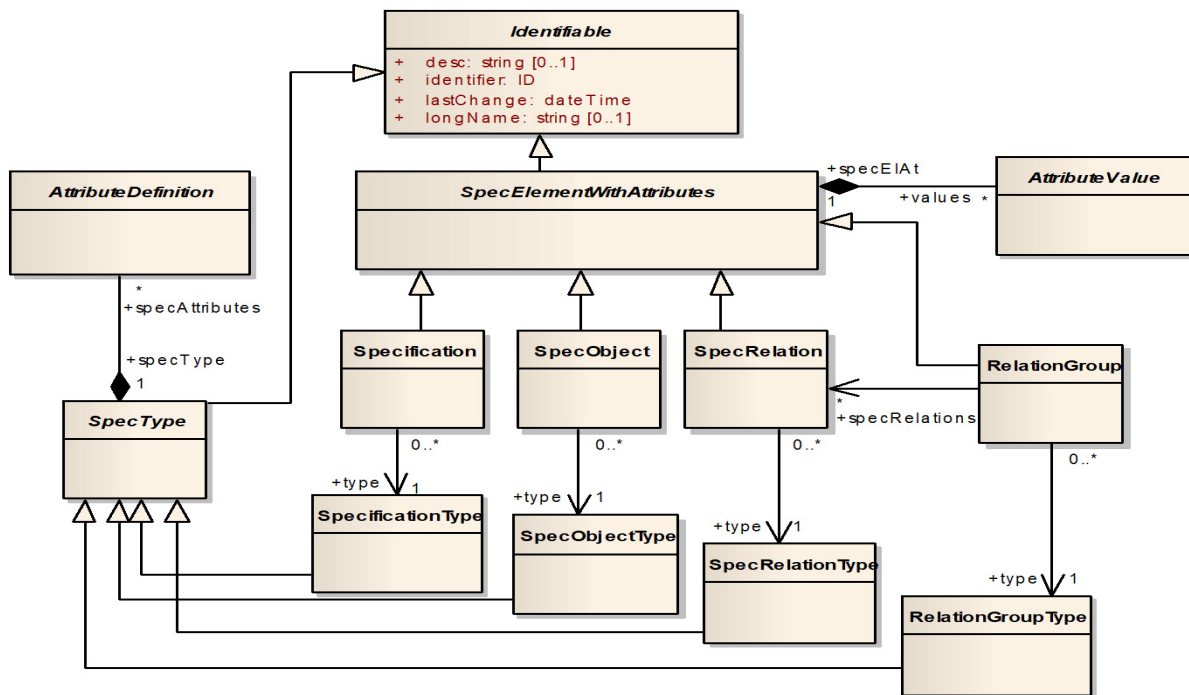 Identifiable
+ desc: string [0..1]
+ identifier: ID
+ lastChange: dateTime
+ longName: string [0..1]
AttributeDefinition
SpecElementWithAttributes
+specElAt
1
+values *
AttributeValue
*
+specAttributes
+specType
1
SpecType
Specification
SpecObject
SpecRelation
RelationGroup
*
+specRelations
0..*
0..*
0..*
0..*
+type 1
+type 1
+type 1
+type 1
SpecificationType
SpecObjectType
SpecRelationType
RelationGroupType